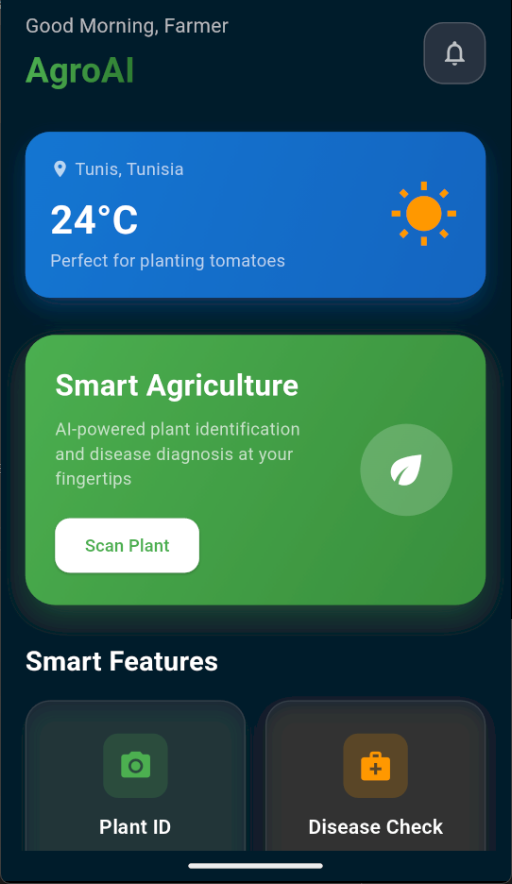 Good Morning, Farmer
AgroAI
Tunis, Tunisia
24°C
Perfect for planting tomatoes
Smart Agriculture
AI-powered plant identification
and disease diagnosis at your
fingertips
Scan Plant
Smart Features
Plant ID
Disease Check